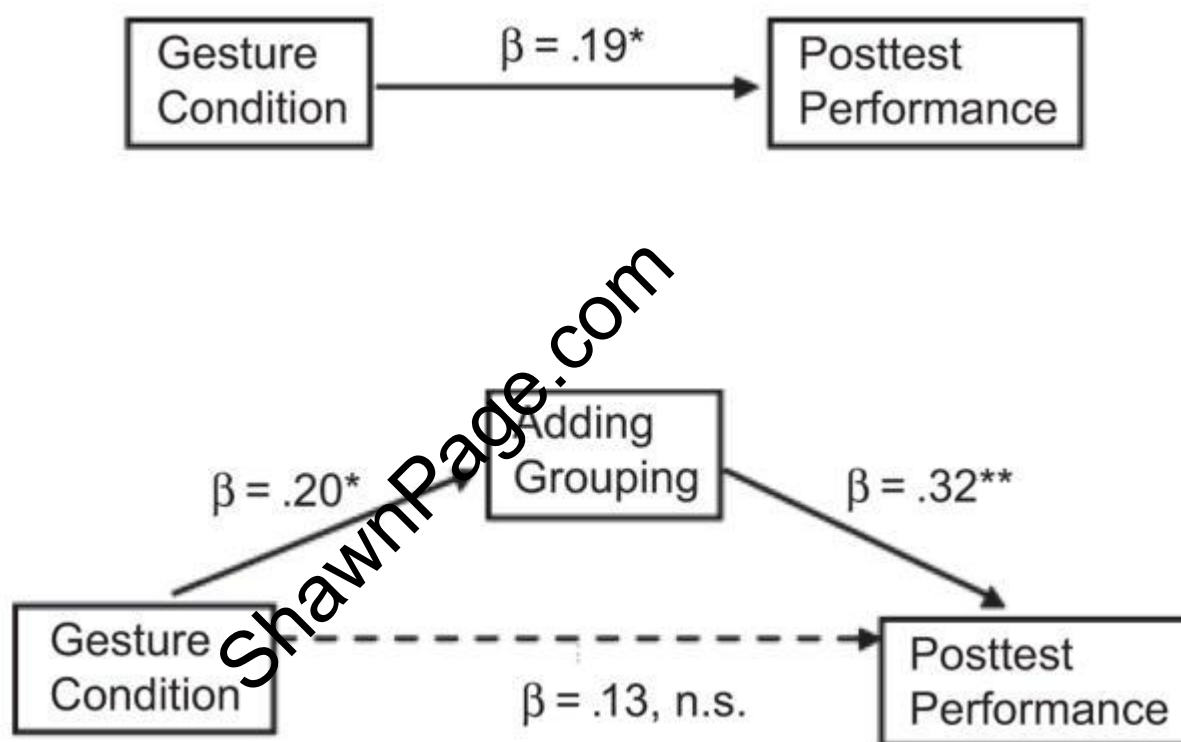 Gesture
Condition
β = .19*
Posttest
Performance
ShawnPage.com
Adding
Grouping
β = .20*
β = .32**
Gesture
Condition
β = .13, n.s.
Posttest
Performance